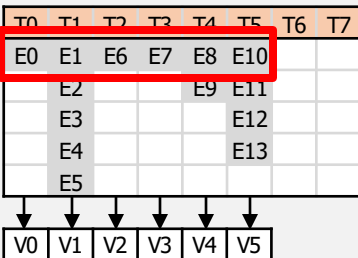 T0 T1 T2 T3 T4 T5 T6 T7
E0 E1 E6 E7 E8 E10
E2 E9 E11
E3 E12
E4 E13
E5
V0 V1 V2 V3 V4 V5